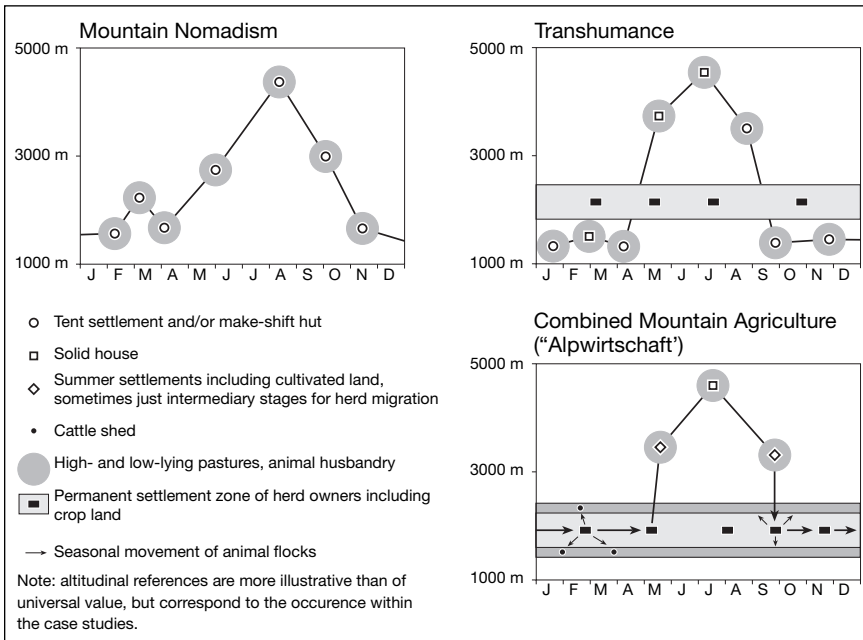 Mountain Nomadism
5000 m
3000 m
1000 m
J F M A M J J A S O N D
Transhumance
5000 m
3000 m
1000 m
J F M A M J J A S O N D
Tent settlement and/or make-shift hut
Solid house
Summer settlements including cultivated land,
sometimes just intermediary stages for herd migration
Cattle shed
High- and low-lying pastures, animal husbandry
Permanent settlement zone of herd owners including
crop land
Seasonal movement of animal flocks
Note: altitudinal references are more illustrative than of
universal value, but correspond to the occurence within
the case studies.
Combined Mountain Agriculture
(“Alpwirtschaft’)
5000 m
3000 m
1000 m
J F M A M J J A S O N D